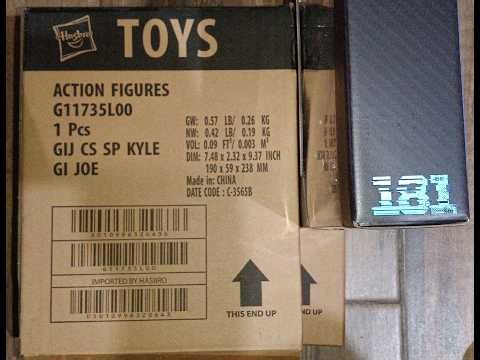 Hasbro
TOYS
ACTION FIGURES
G11735L00
1 Pcs
GIJ CS SP KYLE
GI JOE
GW: 0.57 LB/ 0.26 KG
NW: 0.42 LB/ 0.19 KG
VOL: 0.09 FT³/ 0.003 M³
DIM: 7.48 x 2.32 x 9.37 INCH
190 x 59 x 238 MM
Made in: CHINA
DATE CODE : C-3565B
G11735L00
IMPORTED BY HASBRO
THIS END UP
181